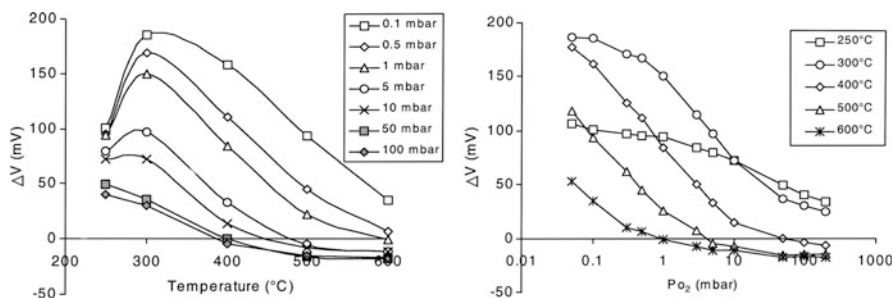 200
150
100
50
0
-50
ΔV (mV)
200
300
400
500
600
Temperature (°C)
0.1 mbar
0.5 mbar
1 mbar
5 mbar
10 mbar
50 mbar
100 mbar
200
150
100
50
0
-50
ΔV (mV)
0.01
0.1
1
10
100
1000
Po₂ (mbar)
250°C
300°C
400°C
500°C
600°C